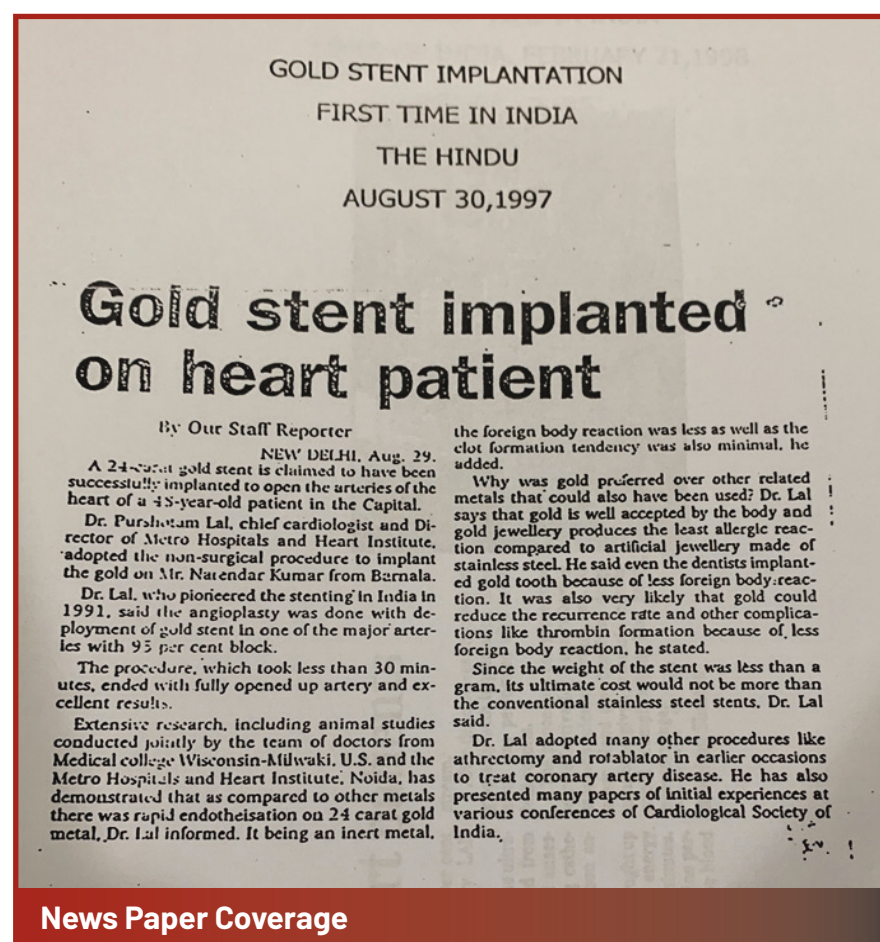 GOLD STENT IMPLANTATION
FIRST TIME IN INDIA
THE HINDU
AUGUST 30,1997
Gold stent implanted
on heart patient
By Our Staff Reporter
NEW DELHI, Aug. 29.
A 24-carat gold stent is claimed to have been
successfully implanted to open the arteries of the
heart of a 48-year-old patient in the Capital.
Dr. Purshotam Lal, chief cardiologist and Di-
rector of Metro Hospitals and Heart Institute,
adopted the non-surgical procedure to implant
the gold on Mr. Narendar Kumar from Barnala.
Dr. Lal, who pioneered the stenting in India in
1991, said the angioplasty was done with de-
ployment of gold stent in one of the major arter-
ies with 95 per cent block.
The procedure, which took less than 30 min-
utes, ended with fully opened up artery and ex-
cellent results.
Extensive research, including animal studies
conducted jointly by the team of doctors from
Medical college Wisconsin-Milwaki, U.S. and the
Metro Hospitals and Heart Institute, Noida, has
demonstrated that as compared to other metals
there was rapid endotheisation on 24 carat gold
metal, Dr. Lal informed. It being an inert metal,
the foreign body reaction was less as well as the
clot formation tendency was also minimal, he
added.
Why was gold preferred over other related
metals that could also have been used? Dr. Lal
says that gold is well accepted by the body and
gold jewellery produces the least allergic reac-
tion compared to artificial jewellery made of
stainless steel. He said even the dentists implant-
ed gold tooth because of less foreign body reac-
tion. It was also very likely that gold could
reduce the recurrence rate and other complica-
tions like thrombin formation because of less
foreign body reaction, he stated.
Since the weight of the stent was less than a
gram, its ultimate cost would not be more than
the conventional stainless steel stents, Dr. Lal
said.
Dr. Lal adopted many other procedures like
athrectomy and rotablator in earlier occasions
to treat coronary artery disease. He has also
presented many papers of initial experiences at
various conferences of Cardiological Society of
India.
News Paper Coverage